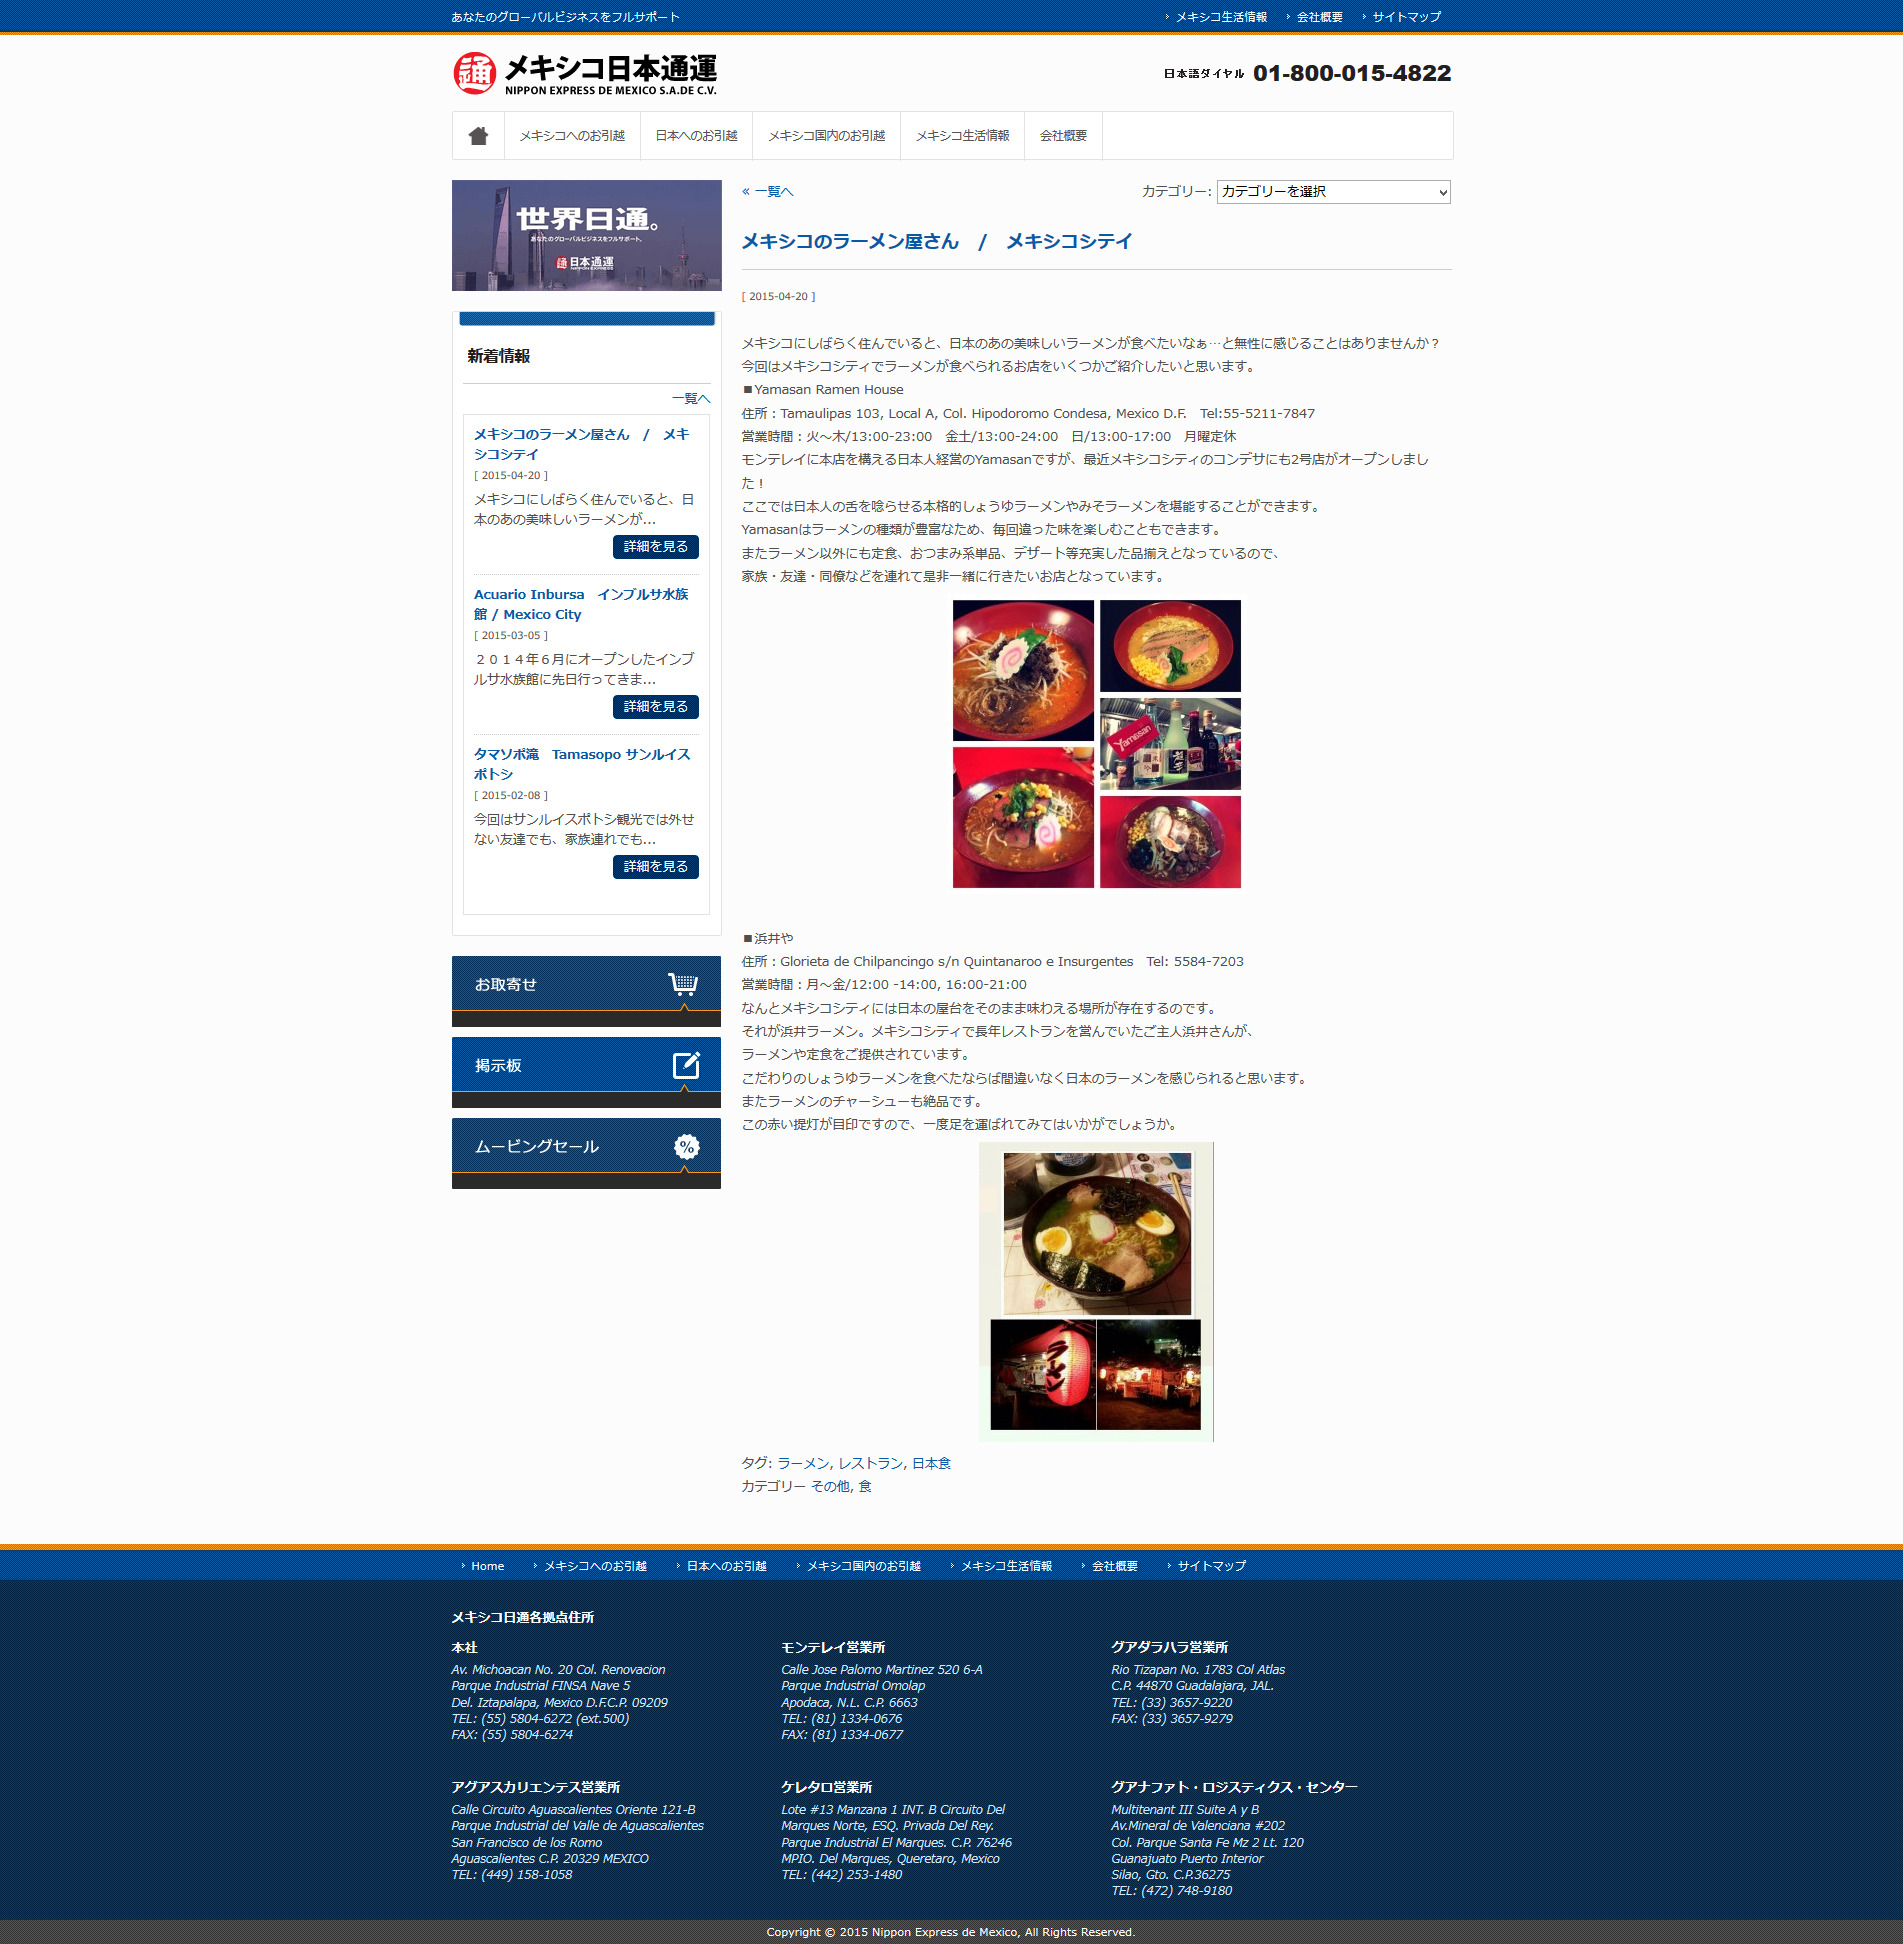 あなたのグローバルビジネスをフルサポート
メキシコ生活情報 会社概要 サイトマップ
通 メキシコ日本通運
NIPPON EXPRESS DE MEXICO S.A.DE C.V.
日本語ダイヤル 01-800-015-4822
メキシコへのお引越 日本へのお引越 メキシコ国内のお引越 メキシコ生活情報 会社概要
世界日通。
あなたのグローバルビジネスをフルサポート。
通 日本通運
NIPPON EXPRESS
新着情報
一覧へ
メキシコのラーメン屋さん / メキ
シコシテイ
[ 2015-04-20 ]
メキシコにしばらく住んでいると、日
本のあの美味しいラーメンが...
詳細を見る
Acuario Inbursa インブルサ水族
館 / Mexico City
[ 2015-03-05 ]
２０１４年６月にオープンしたインブ
ルサ水族館に先日行ってきま...
詳細を見る
タマソポ滝 Tamasopo サンルイス
ポトシ
[ 2015-02-08 ]
今回はサンルイスポトシ観光では外せ
ない友達でも、家族連れでも...
詳細を見る
お取寄せ
掲示板
ムービングセール
%
« 一覧へ
カテゴリー: カテゴリーを選択
メキシコのラーメン屋さん / メキシコシテイ
[ 2015-04-20 ]
メキシコにしばらく住んでいると、日本のあの美味しいラーメンが食べたいなぁ…と無性に感じることはありませんか？
今回はメキシコシティでラーメンが食べられるお店をいくつかご紹介したいと思います。
■Yamasan Ramen House
住所：Tamaulipas 103, Local A, Col. Hipodoromo Condesa, Mexico D.F. Tel:55-5211-7847
営業時間：火～木/13:00-23:00 金土/13:00-24:00 日/13:00-17:00 月曜定休
モンテレイに本店を構える日本人経営のYamasanですが、最近メキシコシティのコンデサにも2号店がオープンしまし
た！
ここでは日本人の舌を唸らせる本格的しょうゆラーメンやみそラーメンを堪能することができます。
Yamasanはラーメンの種類が豊富なため、毎回違った味を楽しむこともできます。
またラーメン以外にも定食、おつまみ系単品、デザート等充実した品揃えとなっているので、
家族・友達・同僚などを連れて是非一緒に行きたいお店となっています。
Yamasan
■浜井や
住所：Glorieta de Chilpancingo s/n Quintanaroo e Insurgentes Tel: 5584-7203
営業時間：月～金/12:00 -14:00, 16:00-21:00
なんとメキシコシティには日本の屋台をそのまま味わえる場所が存在するのです。
それが浜井ラーメン。メキシコシティで長年レストランを営んでいたご主人浜井さんが、
ラーメンや定食をご提供されています。
こだわりのしょうゆラーメンを食べたならば間違いなく日本のラーメンを感じられると思います。
またラーメンのチャーシューも絶品です。
この赤い提灯が目印ですので、一度足を運ばれてみてはいかがでしょうか。
ラーメン
タグ: ラーメン, レストラン, 日本食
カテゴリー その他, 食
Home メキシコへのお引越 日本へのお引越 メキシコ国内のお引越 メキシコ生活情報 会社概要 サイトマップ
メキシコ日通各拠点住所
本社
Av. Michoacan No. 20 Col. Renovacion
Parque Industrial FINSA Nave 5
Del. Iztapalapa, Mexico D.F.C.P. 09209
TEL: (55) 5804-6272 (ext.500)
FAX: (55) 5804-6274
モンテレイ営業所
Calle Jose Palomo Martinez 520 6-A
Parque Industrial Omolap
Apodaca, N.L. C.P. 6663
TEL: (81) 1334-0676
FAX: (81) 1334-0677
グアダラハラ営業所
Rio Tizapan No. 1783 Col Atlas
C.P. 44870 Guadalajara, JAL.
TEL: (33) 3657-9220
FAX: (33) 3657-9279
アグアスカリエンテス営業所
Calle Circuito Aguascalientes Oriente 121-B
Parque Industrial del Valle de Aguascalientes
San Francisco de los Romo
Aguascalientes C.P. 20329 MEXICO
TEL: (449) 158-1058
ケレタロ営業所
Lote #13 Manzana 1 INT. B Circuito Del
Marques Norte, ESQ. Privada Del Rey.
Parque Industrial El Marques. C.P. 76246
MPIO. Del Marques, Queretaro, Mexico
TEL: (442) 253-1480
グアナファト・ロジスティクス・センター
Multitenant III Suite A y B
Av.Mineral de Valenciana #202
Col. Parque Santa Fe Mz 2 Lt. 120
Guanajuato Puerto Interior
Silao, Gto. C.P.36275
TEL: (472) 748-9180
Copyright © 2015 Nippon Express de Mexico, All Rights Reserved.